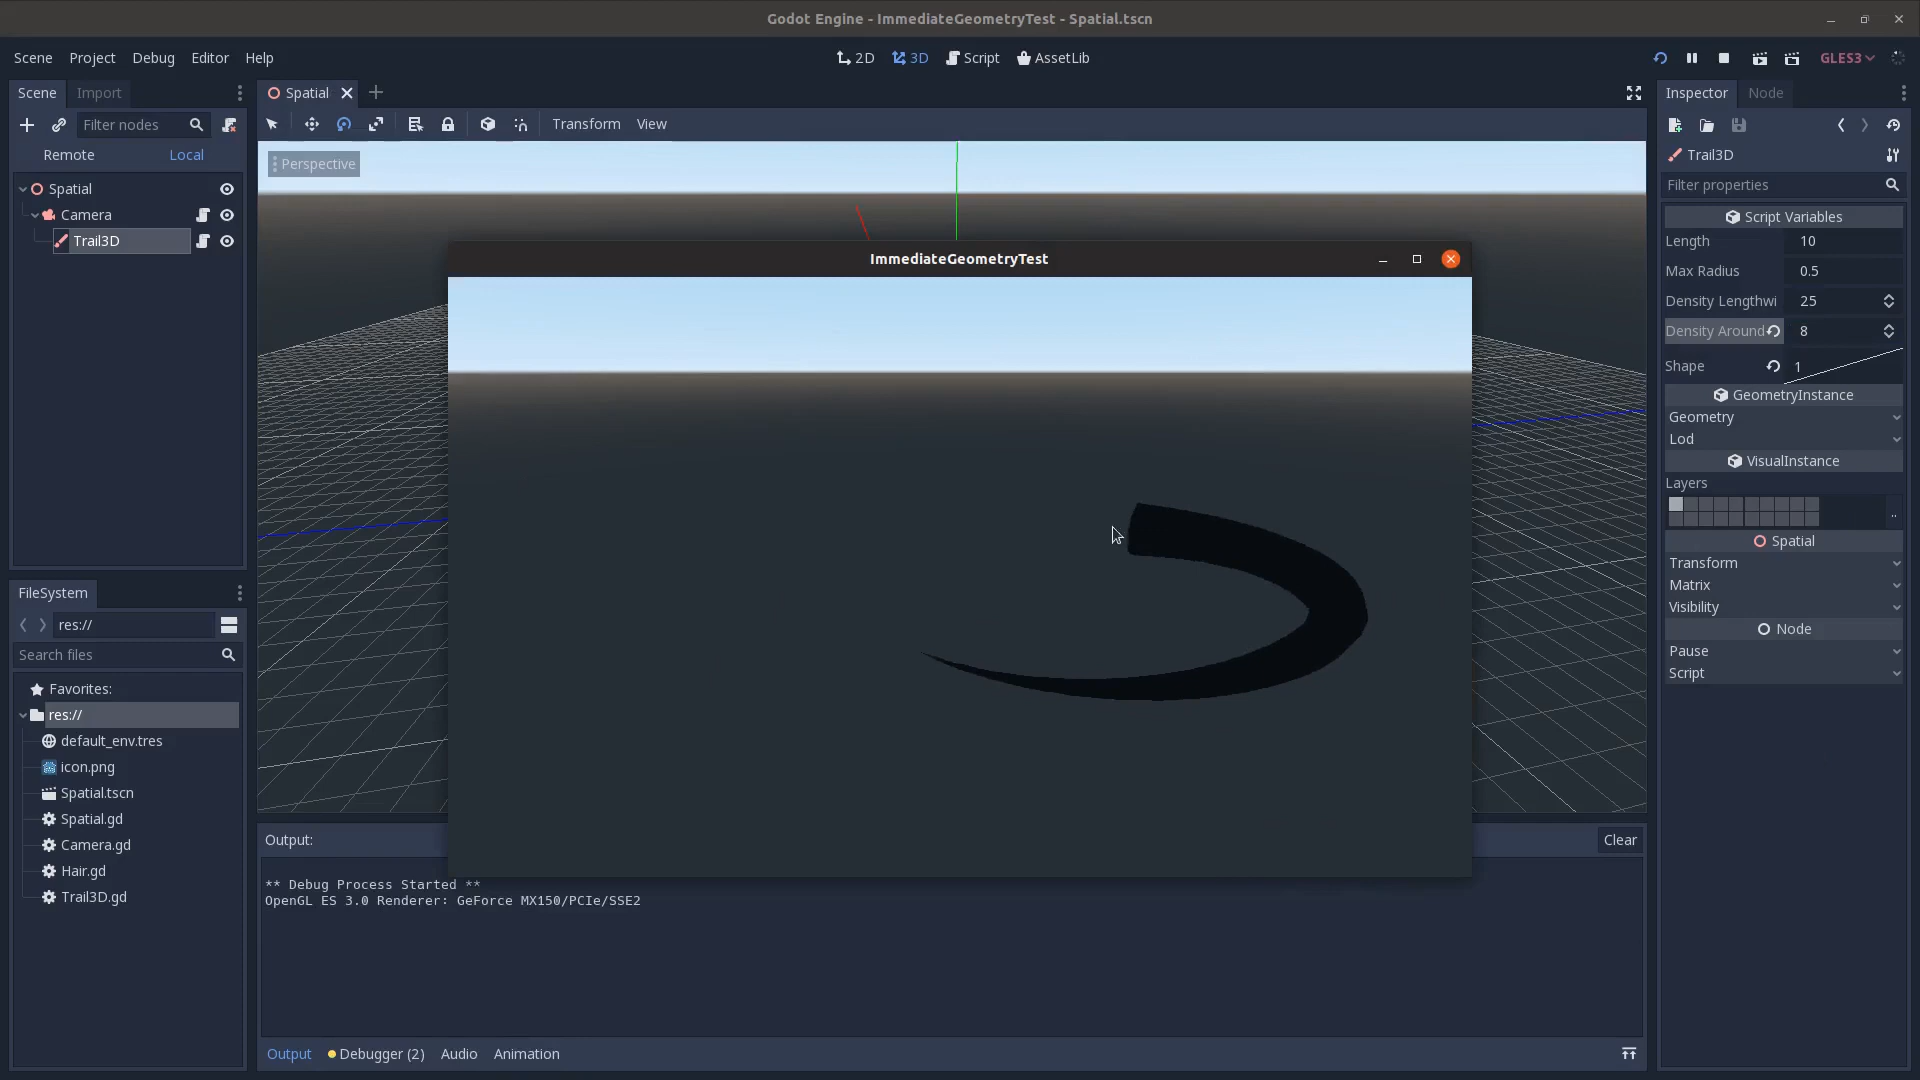 Godot Engine - ImmediateGeometryTest - Spatial.tscn
Scene Project Debug Editor Help
2D 3D Script AssetLib
GLES3
Scene Import
Filter nodes
Remote Local
Spatial
Camera
Trail3D
FileSystem
res://
Search files
Favorites:
res://
default_env.tres
icon.png
Spatial.tscn
Spatial.gd
Camera.gd
Hair.gd
Trail3D.gd
Spatial
Transform View
Perspective
ImmediateGeometryTest
Output:
Clear
** Debug Process Started **
OpenGL ES 3.0 Renderer: GeForce MX150/PCIe/SSE2
Output Debugger (2) Audio Animation
Inspector Node
Trail3D
Filter properties
Script Variables
Length 10
Max Radius 0.5
Density Lengthwi 25
Density Around 8
Shape 1
GeometryInstance
Geometry
Lod
VisualInstance
Layers
..
Spatial
Transform
Matrix
Visibility
Node
Pause
Script